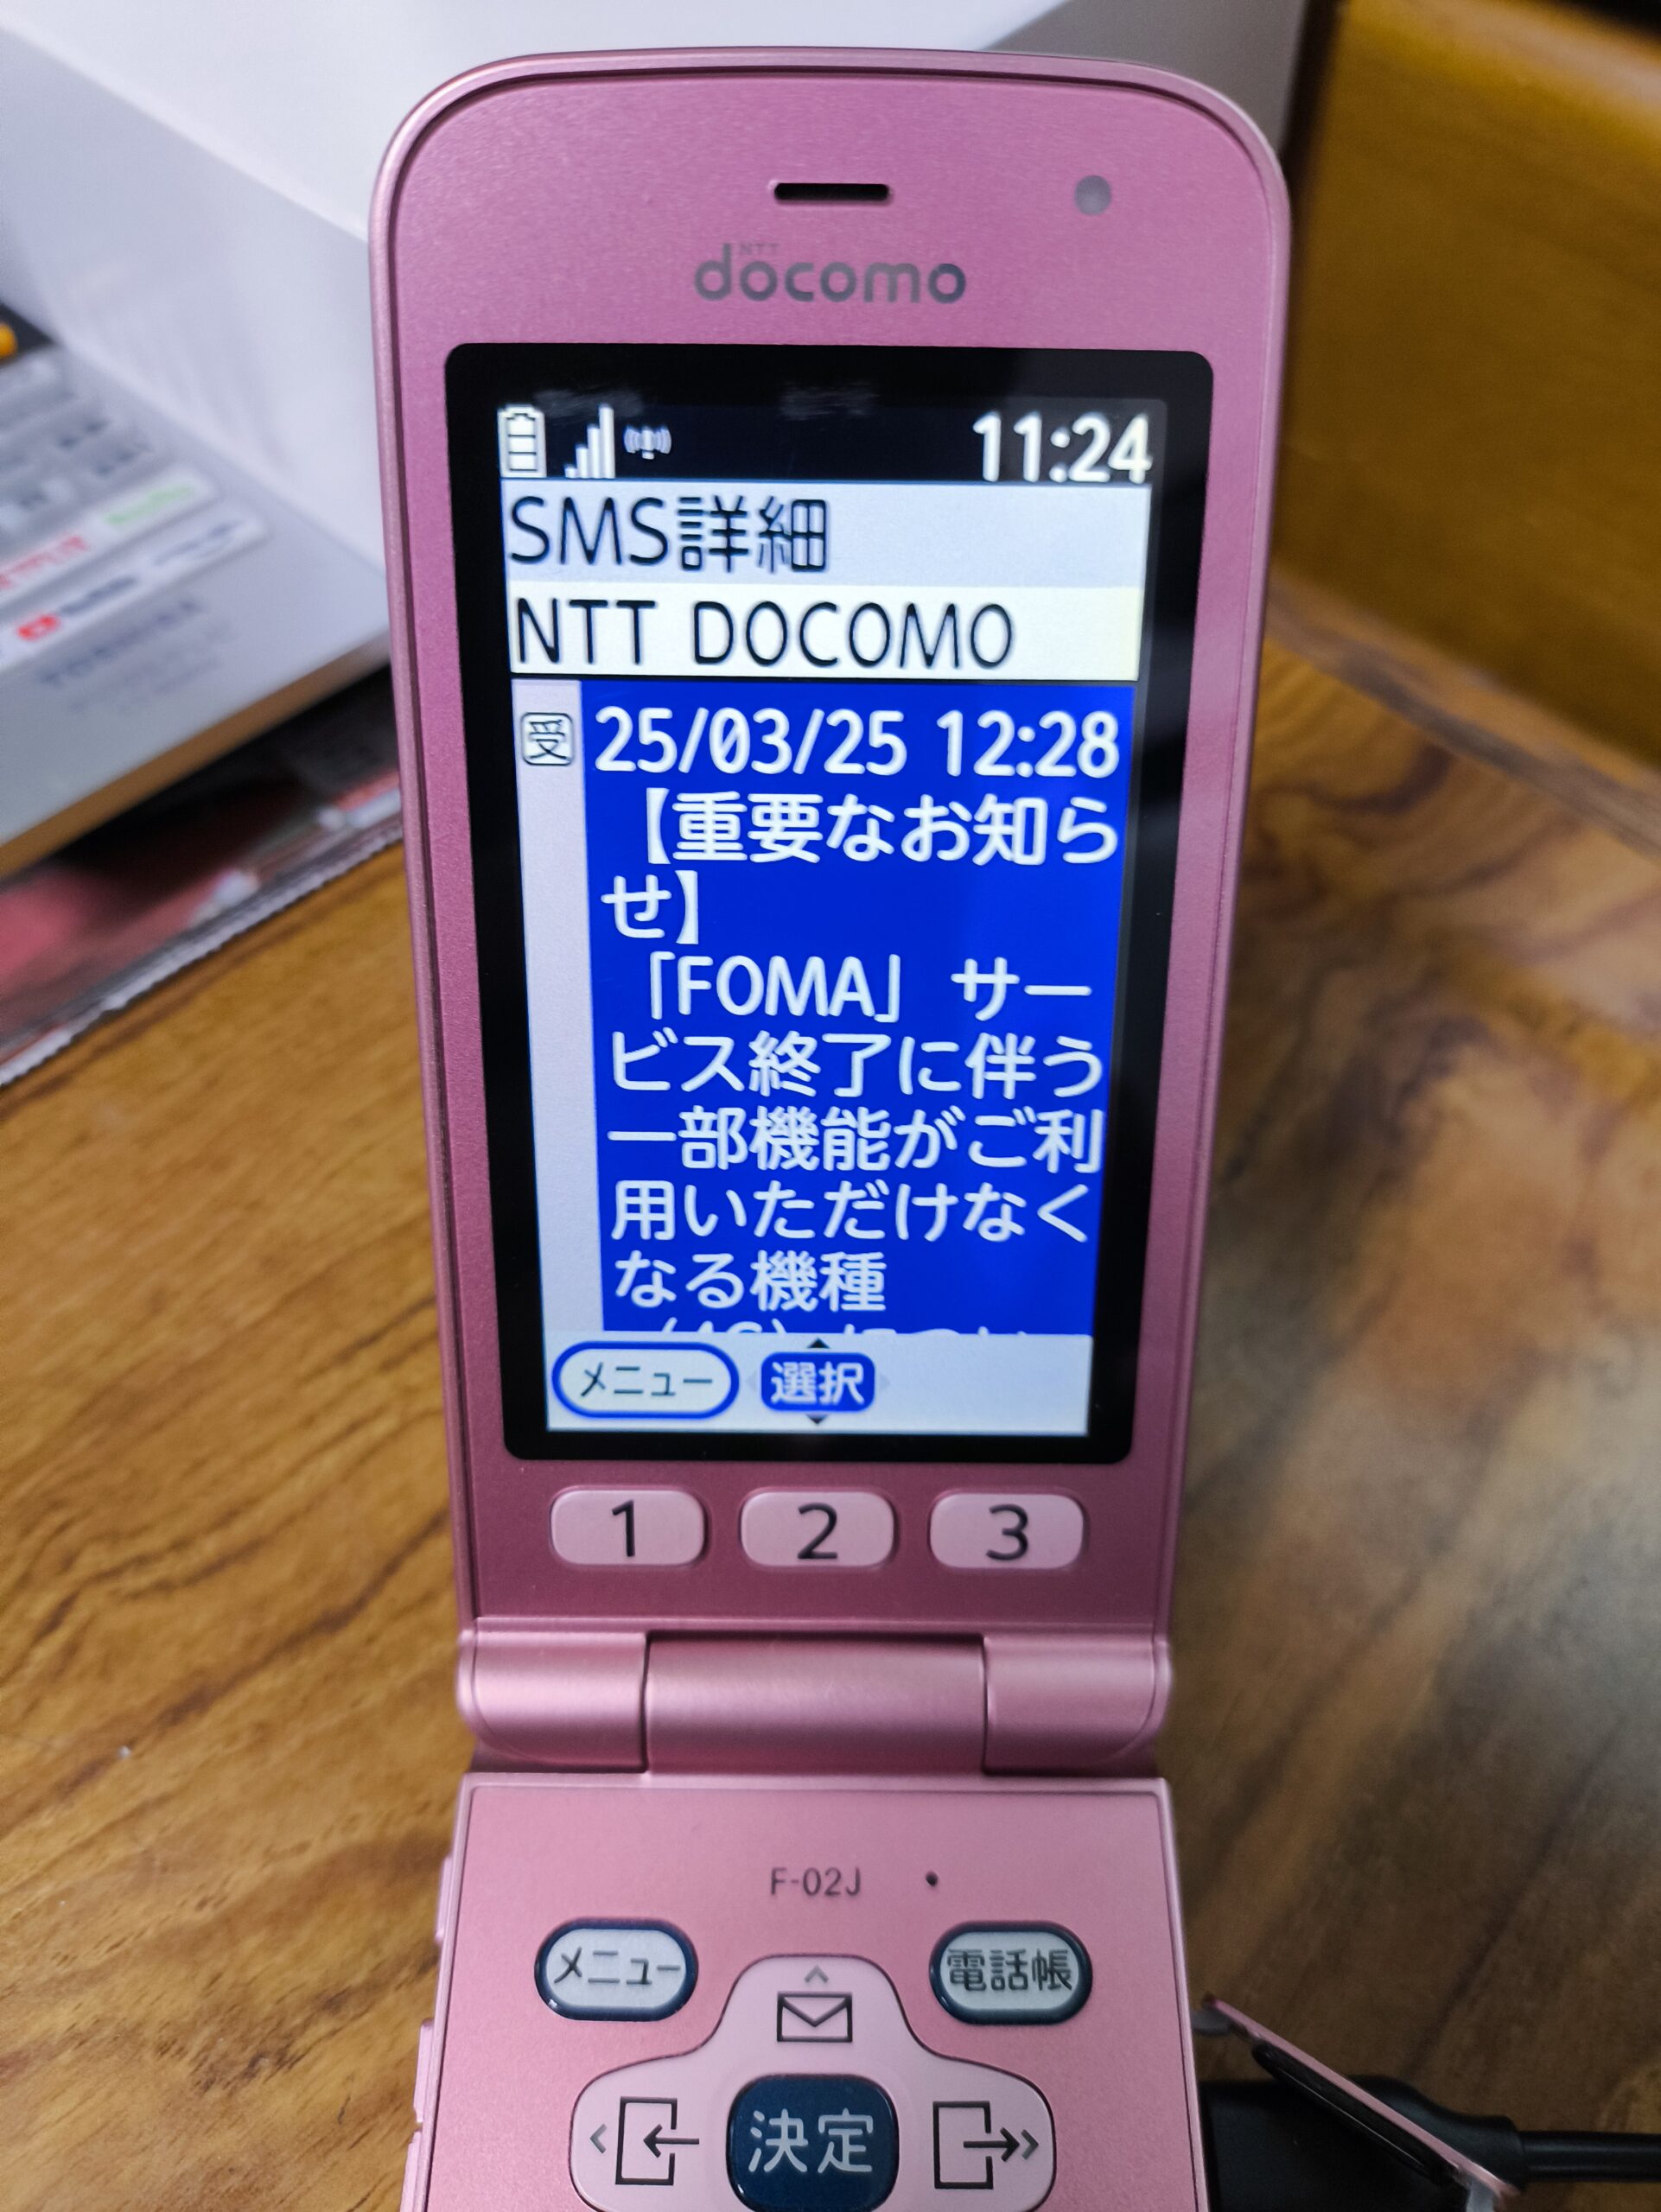 NTT
docomo
11:24
SMS詳細
NTT DOCOMO
受 25/03/25 12:28
【重要なお知ら
せ】
「FOMA」 サー
ビス終了に伴う
一部機能がご利
用いただけなく
なる機種
メニュー 選択
1 2 3
F-02J
メニュー 電話帳
決定